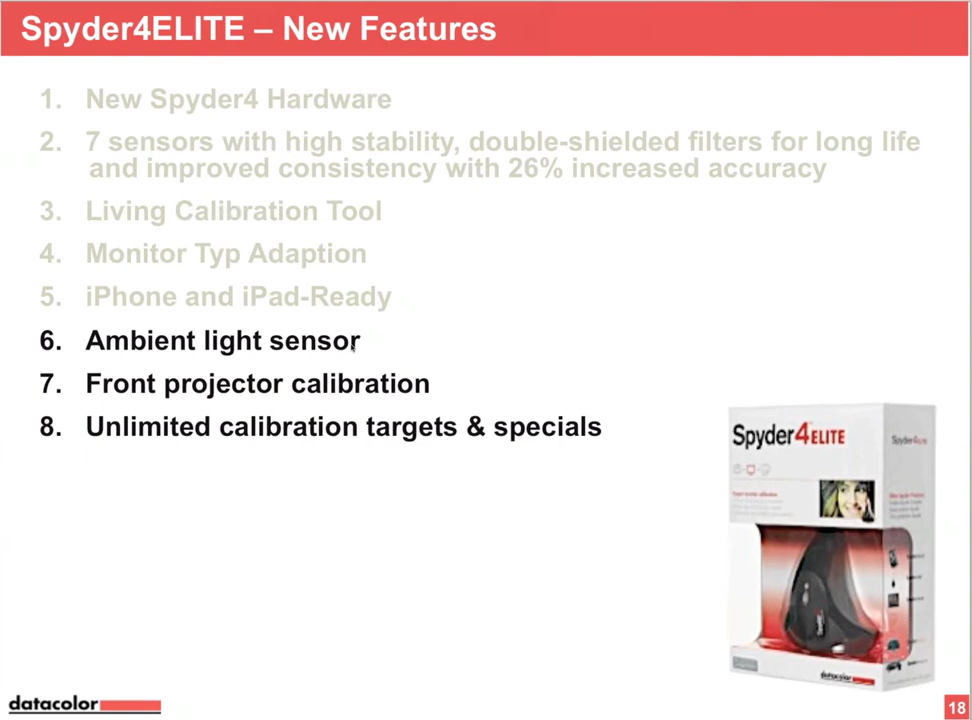 Spyder4ELITE – New Features
1. New Spyder4 Hardware
2. 7 sensors with high stability, double-shielded filters for long life
and improved consistency with 26% increased accuracy
3. Living Calibration Tool
4. Monitor Typ Adaption
5. iPhone and iPad-Ready
6. Ambient light sensor
7. Front projector calibration
8. Unlimited calibration targets & specials
Spyder4ELITE
Spyder4ELITE
datacolor
datacolor
18